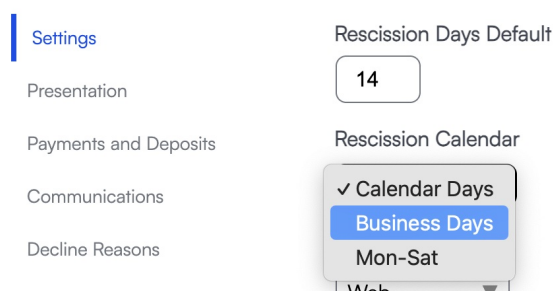 Settings
Presentation
Payments and Deposits
Communications
Decline Reasons
Rescission Days Default
14
Rescission Calendar
✓ Calendar Days
Business Days
Mon-Sat
Web